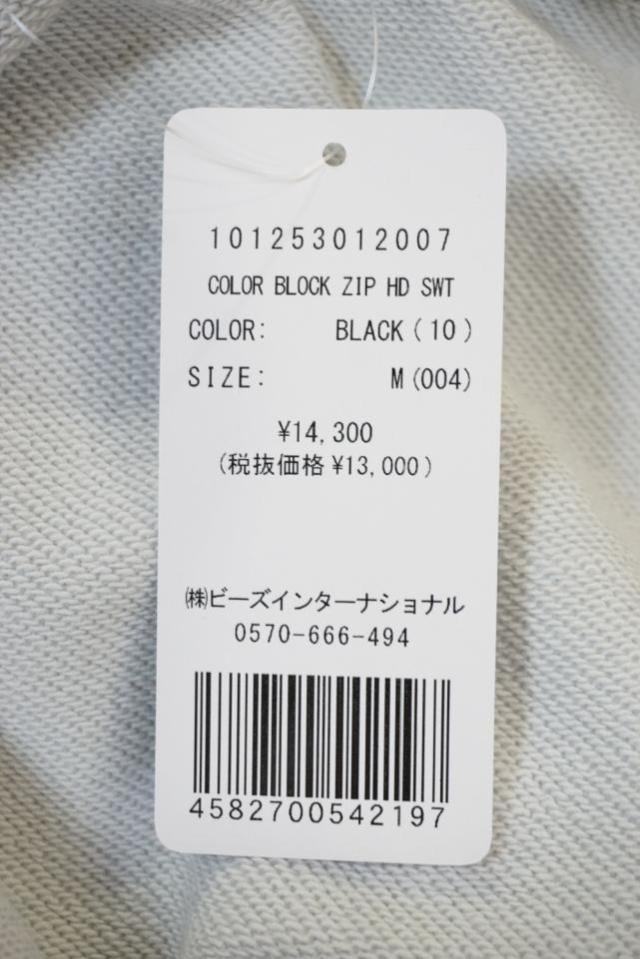 101253012007
COLOR BLOCK ZIP HD SWT
COLOR: BLACK(10)
SIZE: M(004)
¥14,300
(税抜価格¥13,000)
㈱ビーズインターナショナル
0570-666-494
4582700542197